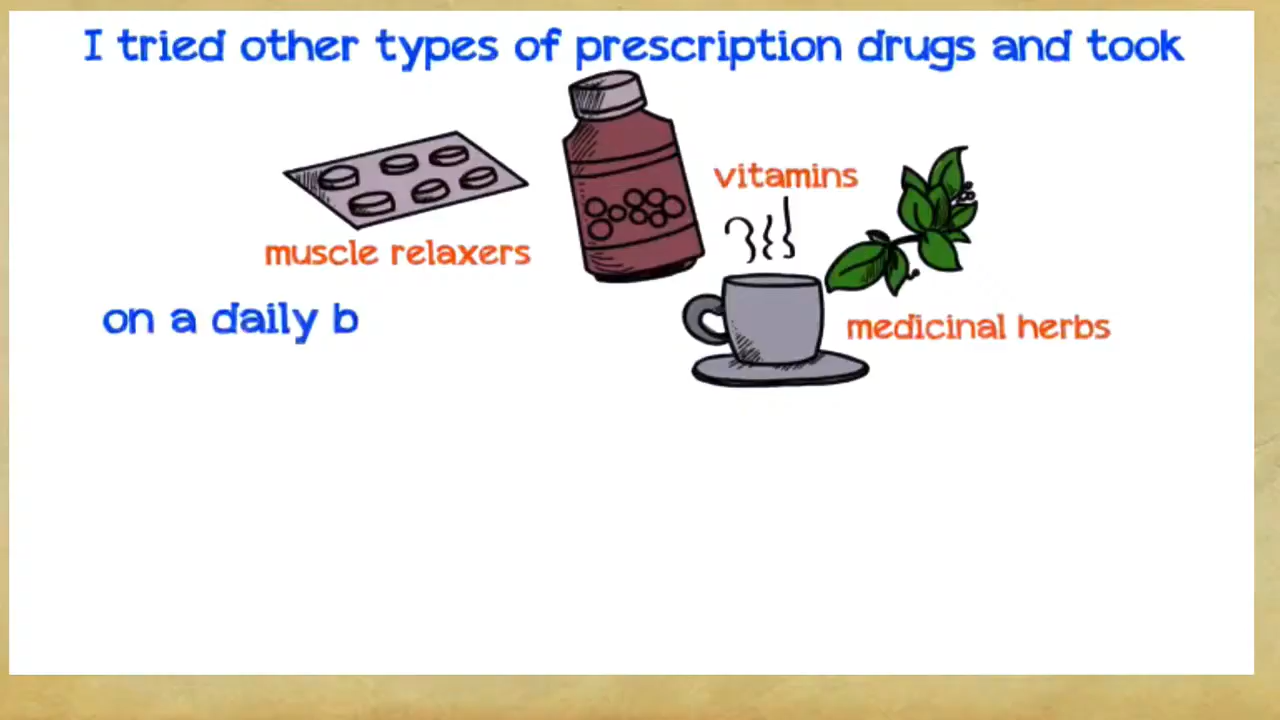 I tried other types of prescription drugs and took
vitamins
muscle relaxers
on a daily b
medicinal herbs